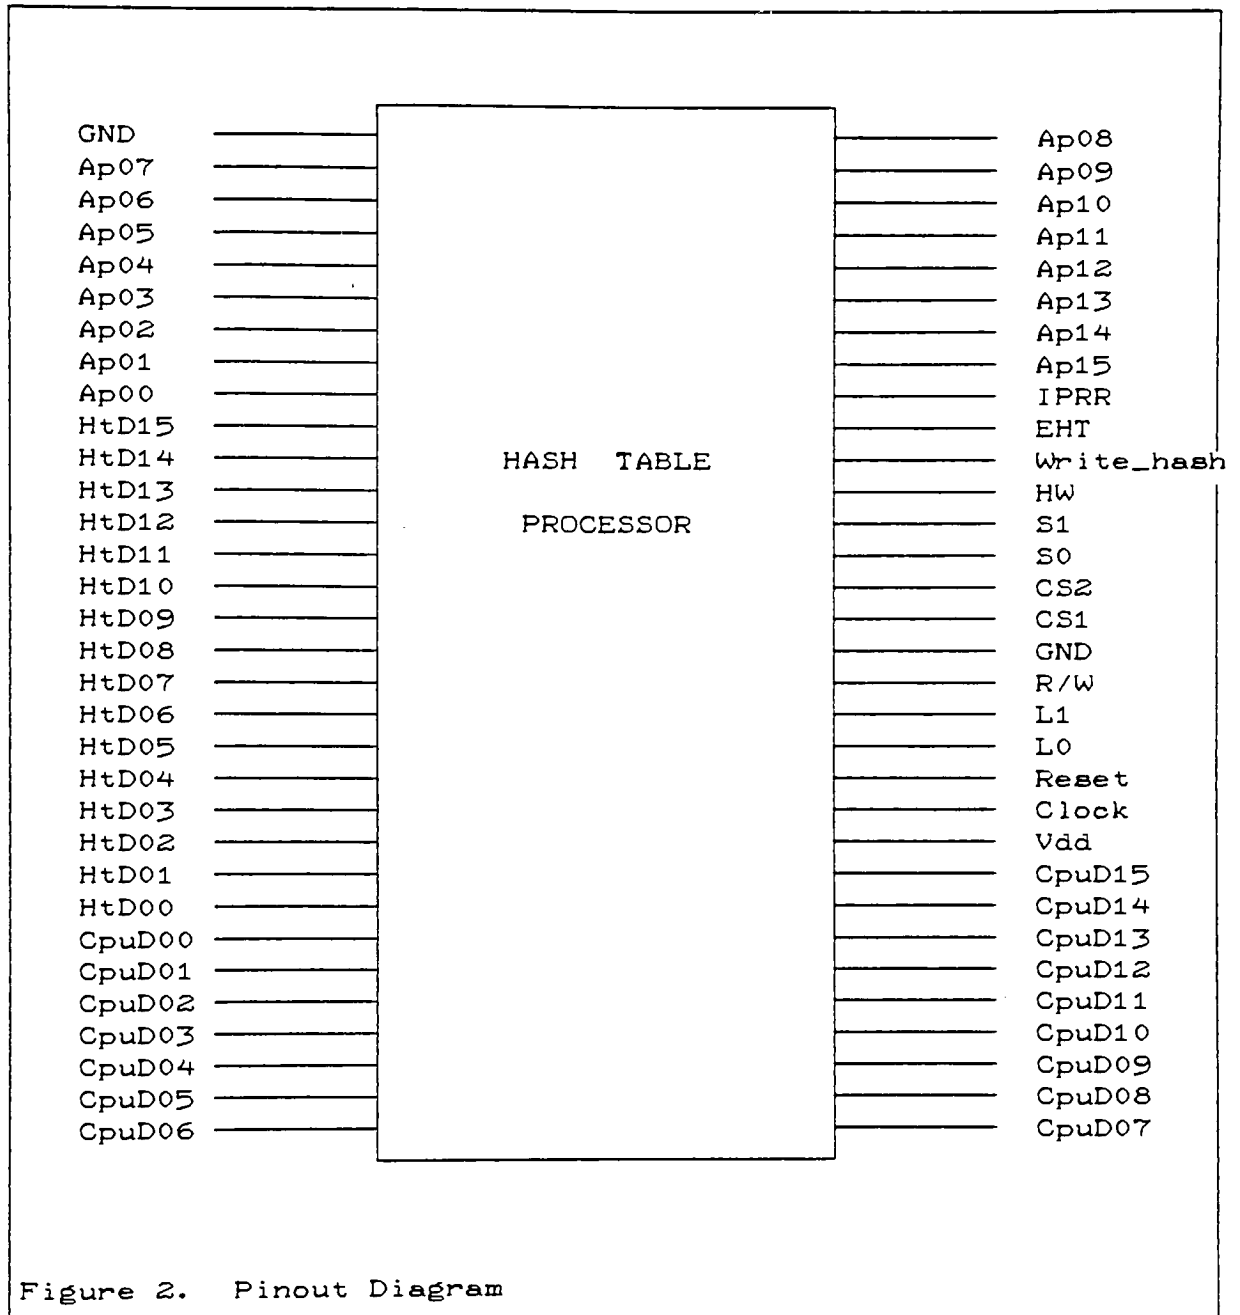 GND
Ap07
Ap06
Ap05
Ap04
Ap03
Ap02
Ap01
Ap00
HtD15
HtD14
HtD13
HtD12
HtD11
HtD10
HtD09
HtD08
HtD07
HtD06
HtD05
HtD04
HtD03
HtD02
HtD01
HtD00
CpuD00
CpuD01
CpuD02
CpuD03
CpuD04
CpuD05
CpuD06
HASH TABLE
PROCESSOR
Ap08
Ap09
Ap10
Ap11
Ap12
Ap13
Ap14
Ap15
IPRR
EHT
Write_hash
HW
S1
S0
CS2
CS1
GND
R/W
L1
L0
Reset
Clock
Vdd
CpuD15
CpuD14
CpuD13
CpuD12
CpuD11
CpuD10
CpuD09
CpuD08
CpuD07
Figure 2. Pinout Diagram